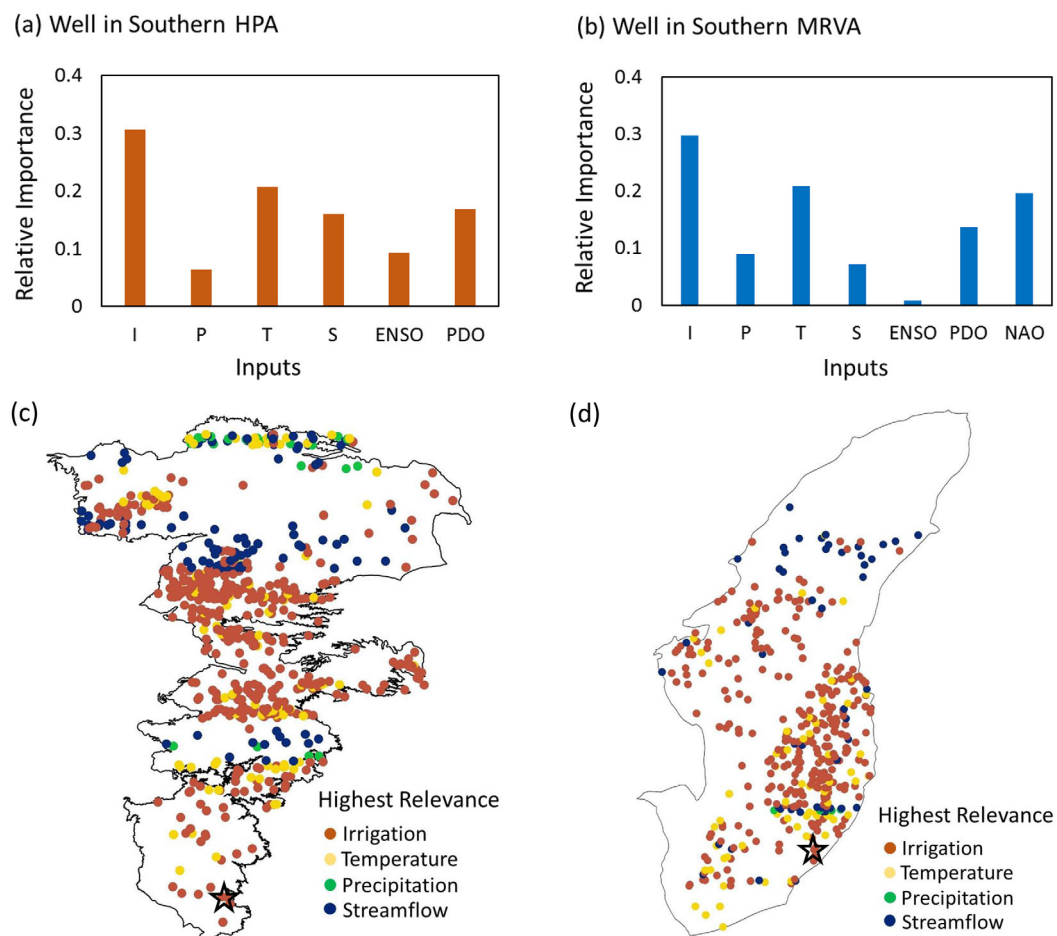 (a) Well in Southern HPA
0.4
0.3
0.2
0.1
0
Relative Importance
I P T S ENSO PDO
Inputs
(b) Well in Southern MRVA
0.4
0.3
0.2
0.1
0
Relative Importance
I P T S ENSO PDO NAO
Inputs
(c)
Highest Relevance
Irrigation
Temperature
Precipitation
Streamflow
(d)
Highest Relevance
Irrigation
Temperature
Precipitation
Streamflow